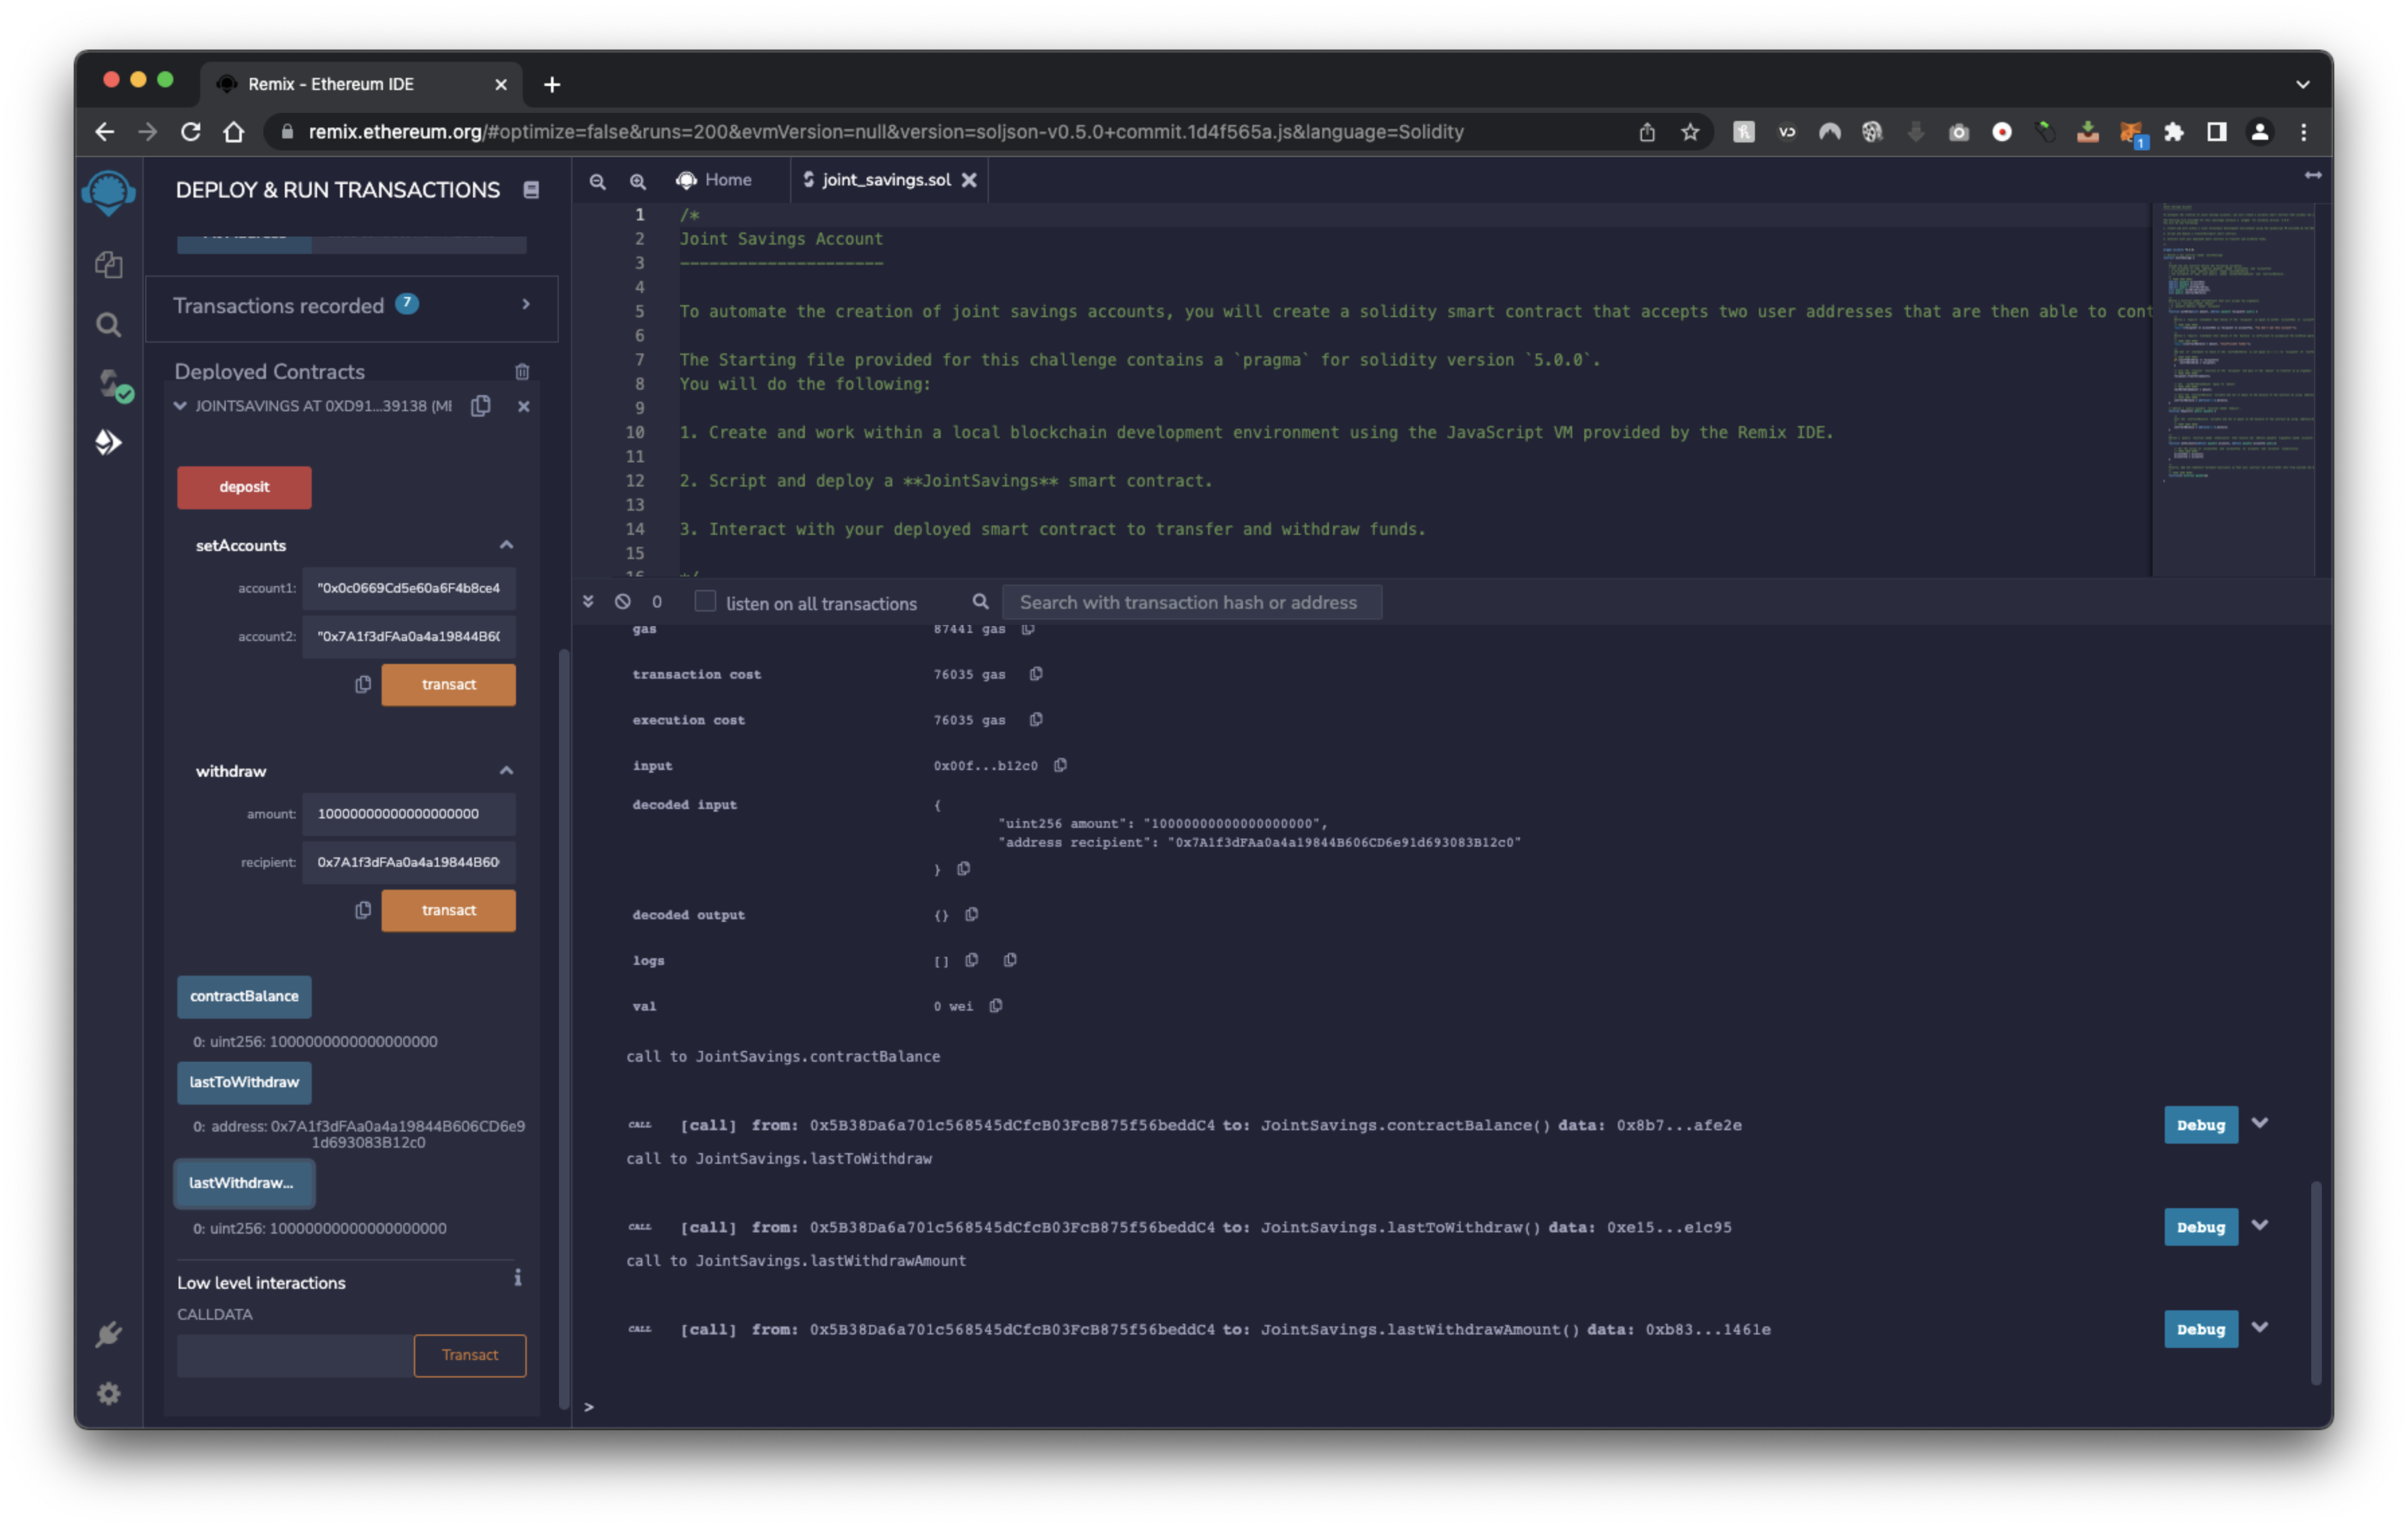 Remix - Ethereum IDE
remix.ethereum.org/#optimize=false&runs=200&evmVersion=null&version=soljson-v0.5.0+commit.1d4f565a.js&language=Solidity
1
DEPLOY & RUN TRANSACTIONS
Transactions recorded 7
Deployed Contracts
JOINTSAVINGS AT 0XD91...39138 (ME
deposit
setAccounts
account1: "0x0c0669Cd5e60a6F4b8ce4
account2: "0x7A1f3dFAa0a4a19844B6(
transact
withdraw
amount: 10000000000000000000
recipient: 0x7A1f3dFAa0a4a19844B60
transact
contractBalance
0: uint256: 1000000000000000000
lastToWithdraw
0: address: 0x7A1f3dFAa0a4a19844B606CD6e9
1d693083B12c0
lastWithdraw...
0: uint256: 10000000000000000000
Low level interactions
CALLDATA
Transact
Home
joint_savings.sol
1 /*
2 Joint Savings Account
3 ---------------------
4
5 To automate the creation of joint savings accounts, you will create a solidity smart contract that accepts two user addresses that are then able to cont
6
7 The Starting file provided for this challenge contains a `pragma` for solidity version `5.0.0`.
8 You will do the following:
9
10 1. Create and work within a local blockchain development environment using the JavaScript VM provided by the Remix IDE.
11
12 2. Script and deploy a **JointSavings** smart contract.
13
14 3. Interact with your deployed smart contract to transfer and withdraw funds.
15
16 */
0 listen on all transactions Search with transaction hash or address
gas 87441 gas
transaction cost 76035 gas
execution cost 76035 gas
input 0x00f...b12c0
decoded input {
"uint256 amount": "10000000000000000000",
"address recipient": "0x7A1f3dFAa0a4a19844B606CD6e91d693083B12c0"
}
decoded output {}
logs []
val 0 wei
call to JointSavings.contractBalance
CALL [call] from: 0x5B38Da6a701c568545dCfcB03FcB875f56beddC4 to: JointSavings.contractBalance() data: 0x8b7...afe2e Debug
call to JointSavings.lastToWithdraw
CALL [call] from: 0x5B38Da6a701c568545dCfcB03FcB875f56beddC4 to: JointSavings.lastToWithdraw() data: 0xe15...e1c95 Debug
call to JointSavings.lastWithdrawAmount
CALL [call] from: 0x5B38Da6a701c568545dCfcB03FcB875f56beddC4 to: JointSavings.lastWithdrawAmount() data: 0xb83...1461e Debug
>